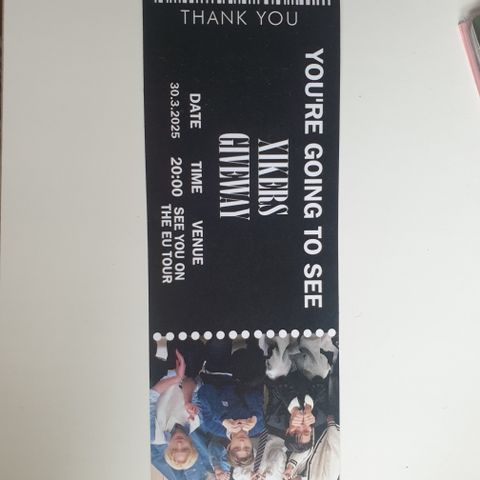 THANK YOU
YOU'RE GOING TO SEE
XIKERS
GIVEWAY
DATE
30.3.2025
TIME
20:00
VENUE
SEE YOU ON
THE EU TOUR